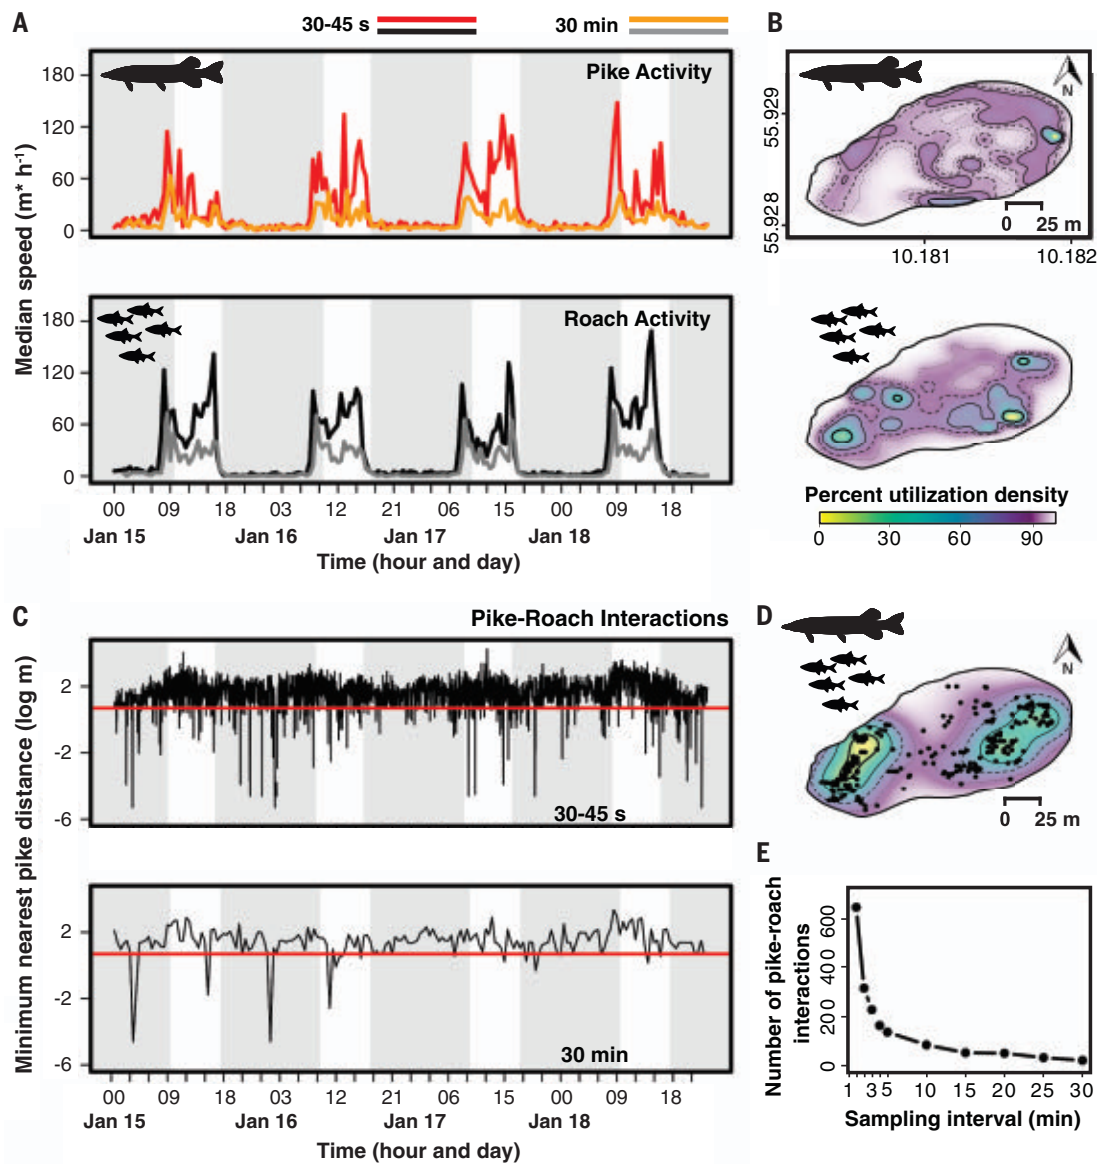 A
30-45 s
30 min
B
Pike Activity
180
120
60
0
Median speed (m* h-1)
Roach Activity
180
120
60
0
00 09 18 03 12 21 06 15 00 09 18
Jan 15 Jan 16 Jan 17 Jan 18
Time (hour and day)
N
55.929
55.928
0 25 m
10.181 10.182
Percent utilization density
0 30 60 90
C
Pike-Roach Interactions
Minimum nearest pike distance (log m)
2
-2
-6
30-45 s
2
-2
-6
30 min
00 09 18 03 12 21 06 15 00 09 18
Jan 15 Jan 16 Jan 17 Jan 18
Time (hour and day)
D
N
0 25 m
E
Number of pike-roach
interactions
600
400
200
0
1 3 5 10 15 20 25 30
Sampling interval (min)